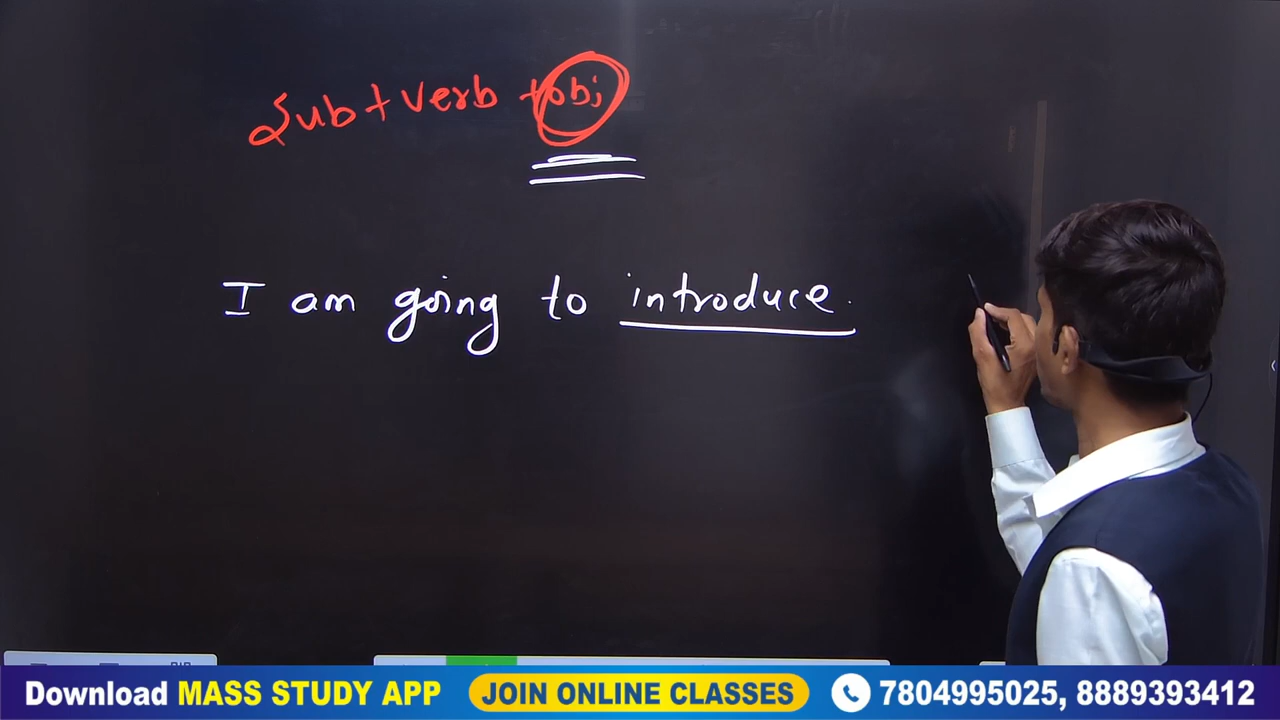 Sub + verb + obj
I am going to introduce.
Download MASS STUDY APP JOIN ONLINE CLASSES 7804995025, 8889393412